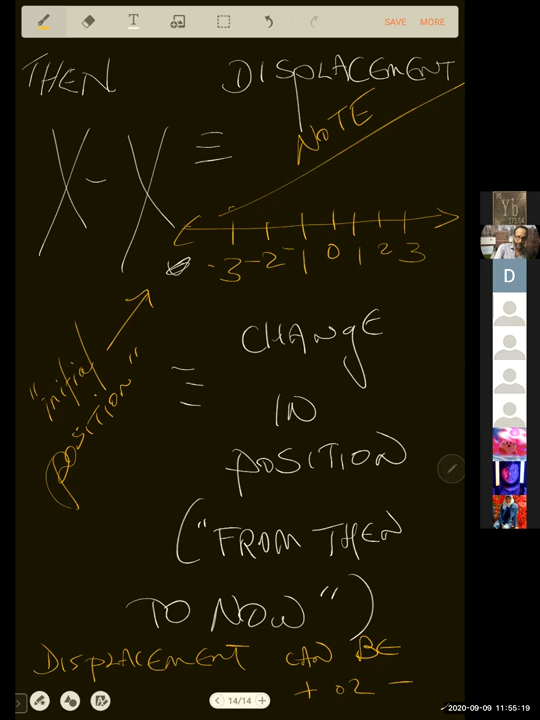 T
SAVE MORE
THEN DISPLACEMENT
X - X ≡
NOTE
-3 -2 -1 0 1 2 3
CHANGE
"initial
POSITION"
≡
IN
POSITION
("FROM THEN
TO NOW")
DISPLACEMENT CAN BE
+ OR -
14/14
Yb
D
2020-09-09 11:55:19